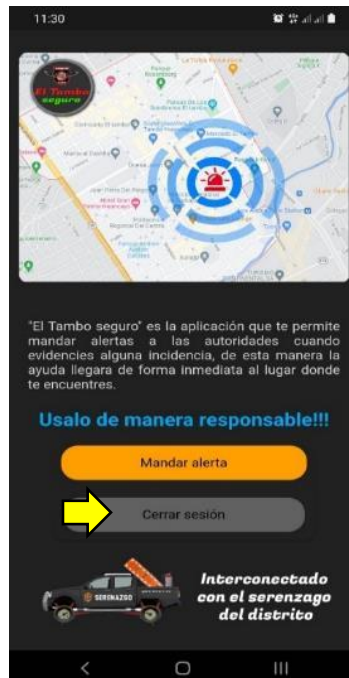 11:30
El Tambo
seguro
"El Tambo seguro" es la aplicación que te permite
mandar alertas a las autoridades cuando
evidencies alguna incidencia, de esta manera la
ayuda llegara de forma inmediata al lugar donde
te encuentres.
Usalo de manera responsable!!!
Mandar alerta
Cerrar sesión
SERENAZGO
Interconectado
con el serenzago
del distrito